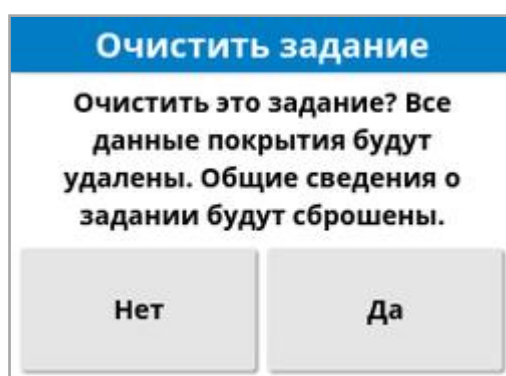 Очистить задание
Очистить это задание? Все
данные покрытия будут
удалены. Общие сведения о
задании будут сброшены.
Нет
Да